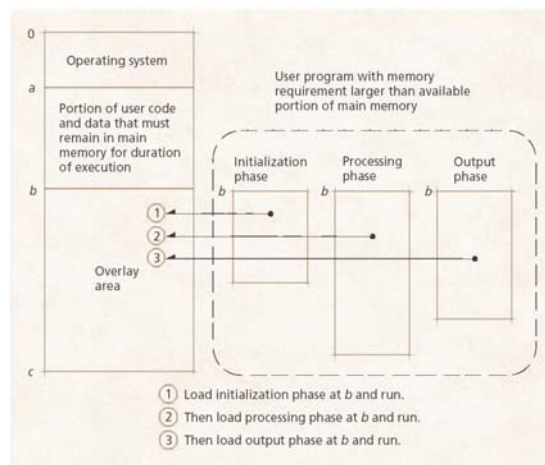 0
Operating system
a
Portion of user code
and data that must
remain in main
memory for duration
of execution
b
Overlay
area
c
User program with memory
requirement larger than available
portion of main memory
Initialization
phase
Processing
phase
Output
phase
b
b
b
1
2
3
1 Load initialization phase at b and run.
2 Then load processing phase at b and run.
3 Then load output phase at b and run.